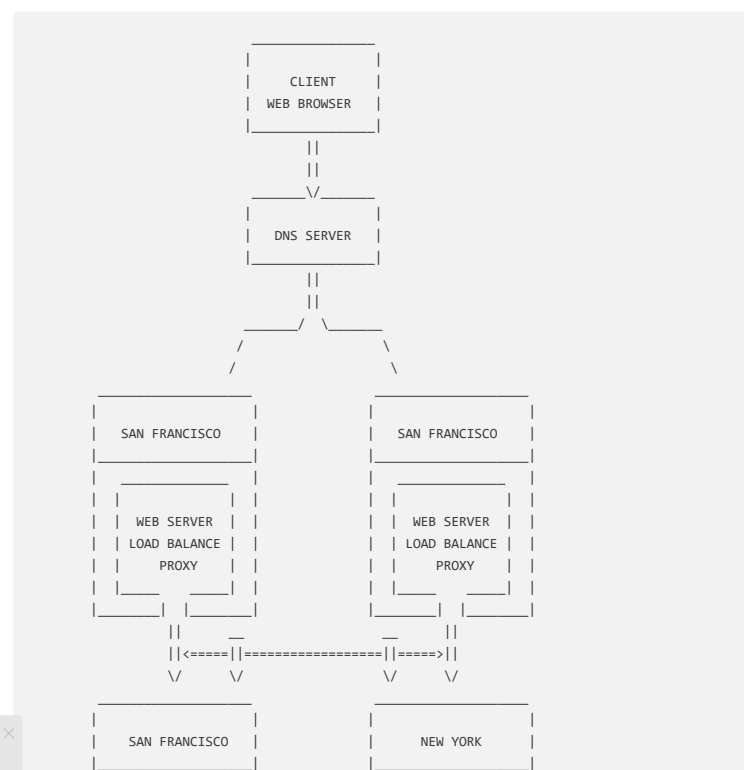 CLIENT
WEB BROWSER
DNS SERVER
SAN FRANCISCO SAN FRANCISCO
WEB SERVER WEB SERVER
LOAD BALANCE LOAD BALANCE
PROXY PROXY
SAN FRANCISCO NEW YORK